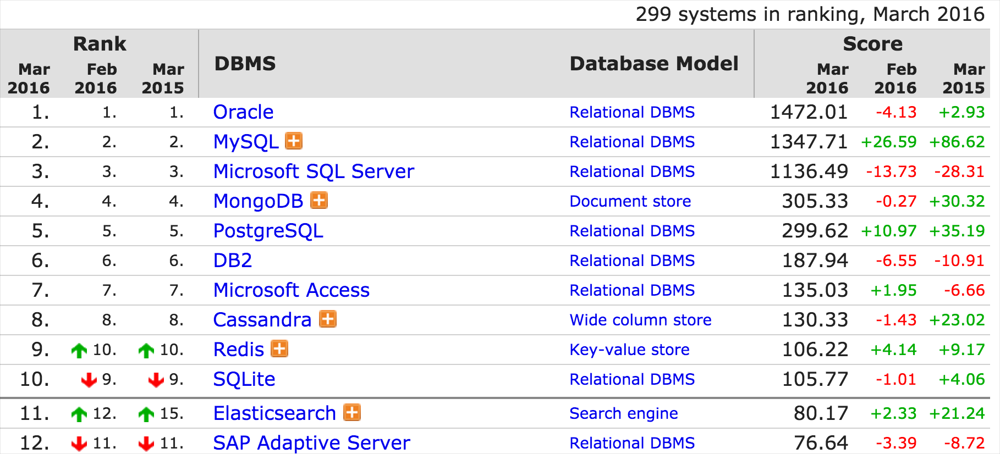 299 systems in ranking, March 2016
Rank DBMS Database Model Score
Mar 2016 Feb 2016 Mar 2015 Mar 2016 Feb 2016 Mar 2015
1. 1. 1. Oracle Relational DBMS 1472.01 -4.13 +2.93
2. 2. 2. MySQL Relational DBMS 1347.71 +26.59 +86.62
3. 3. 3. Microsoft SQL Server Relational DBMS 1136.49 -13.73 -28.31
4. 4. 4. MongoDB Document store 305.33 -0.27 +30.32
5. 5. 5. PostgreSQL Relational DBMS 299.62 +10.97 +35.19
6. 6. 6. DB2 Relational DBMS 187.94 -6.55 -10.91
7. 7. 7. Microsoft Access Relational DBMS 135.03 +1.95 -6.66
8. 8. 8. Cassandra Wide column store 130.33 -1.43 +23.02
9. 10. 10. Redis Key-value store 106.22 +4.14 +9.17
10. 9. 9. SQLite Relational DBMS 105.77 -1.01 +4.06
11. 12. 15. Elasticsearch Search engine 80.17 +2.33 +21.24
12. 11. 11. SAP Adaptive Server Relational DBMS 76.64 -3.39 -8.72